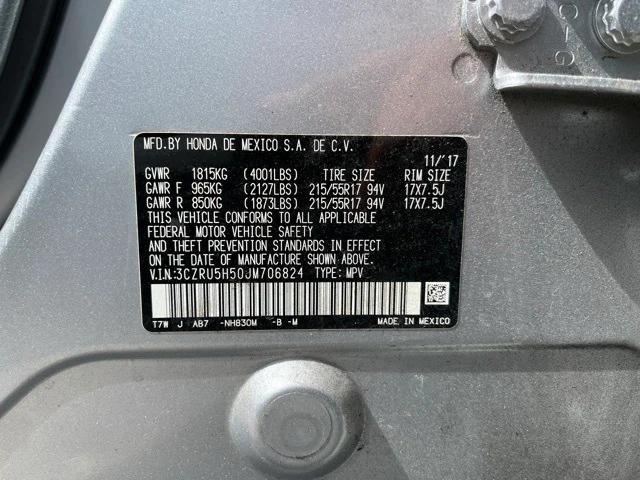 MFD.BY HONDA DE MEXICO S.A. DE C.V. 11/'17
GVWR 1815KG (4001LBS) TIRE SIZE RIM SIZE
GAWR F 965KG (2127LBS) 215/55R17 94V 17X7.5J
GAWR R 850KG (1873LBS) 215/55R17 94V 17X7.5J
THIS VEHICLE CONFORMS TO ALL APPLICABLE
FEDERAL MOTOR VEHICLE SAFETY
AND THEFT PREVENTION STANDARDS IN EFFECT
ON THE DATE OF MANUFACTURE SHOWN ABOVE.
V.I.N.:3CZRU5H50JM706824 TYPE: MPV
T7W J AB7 -NH830M -B -M MADE IN MEXICO